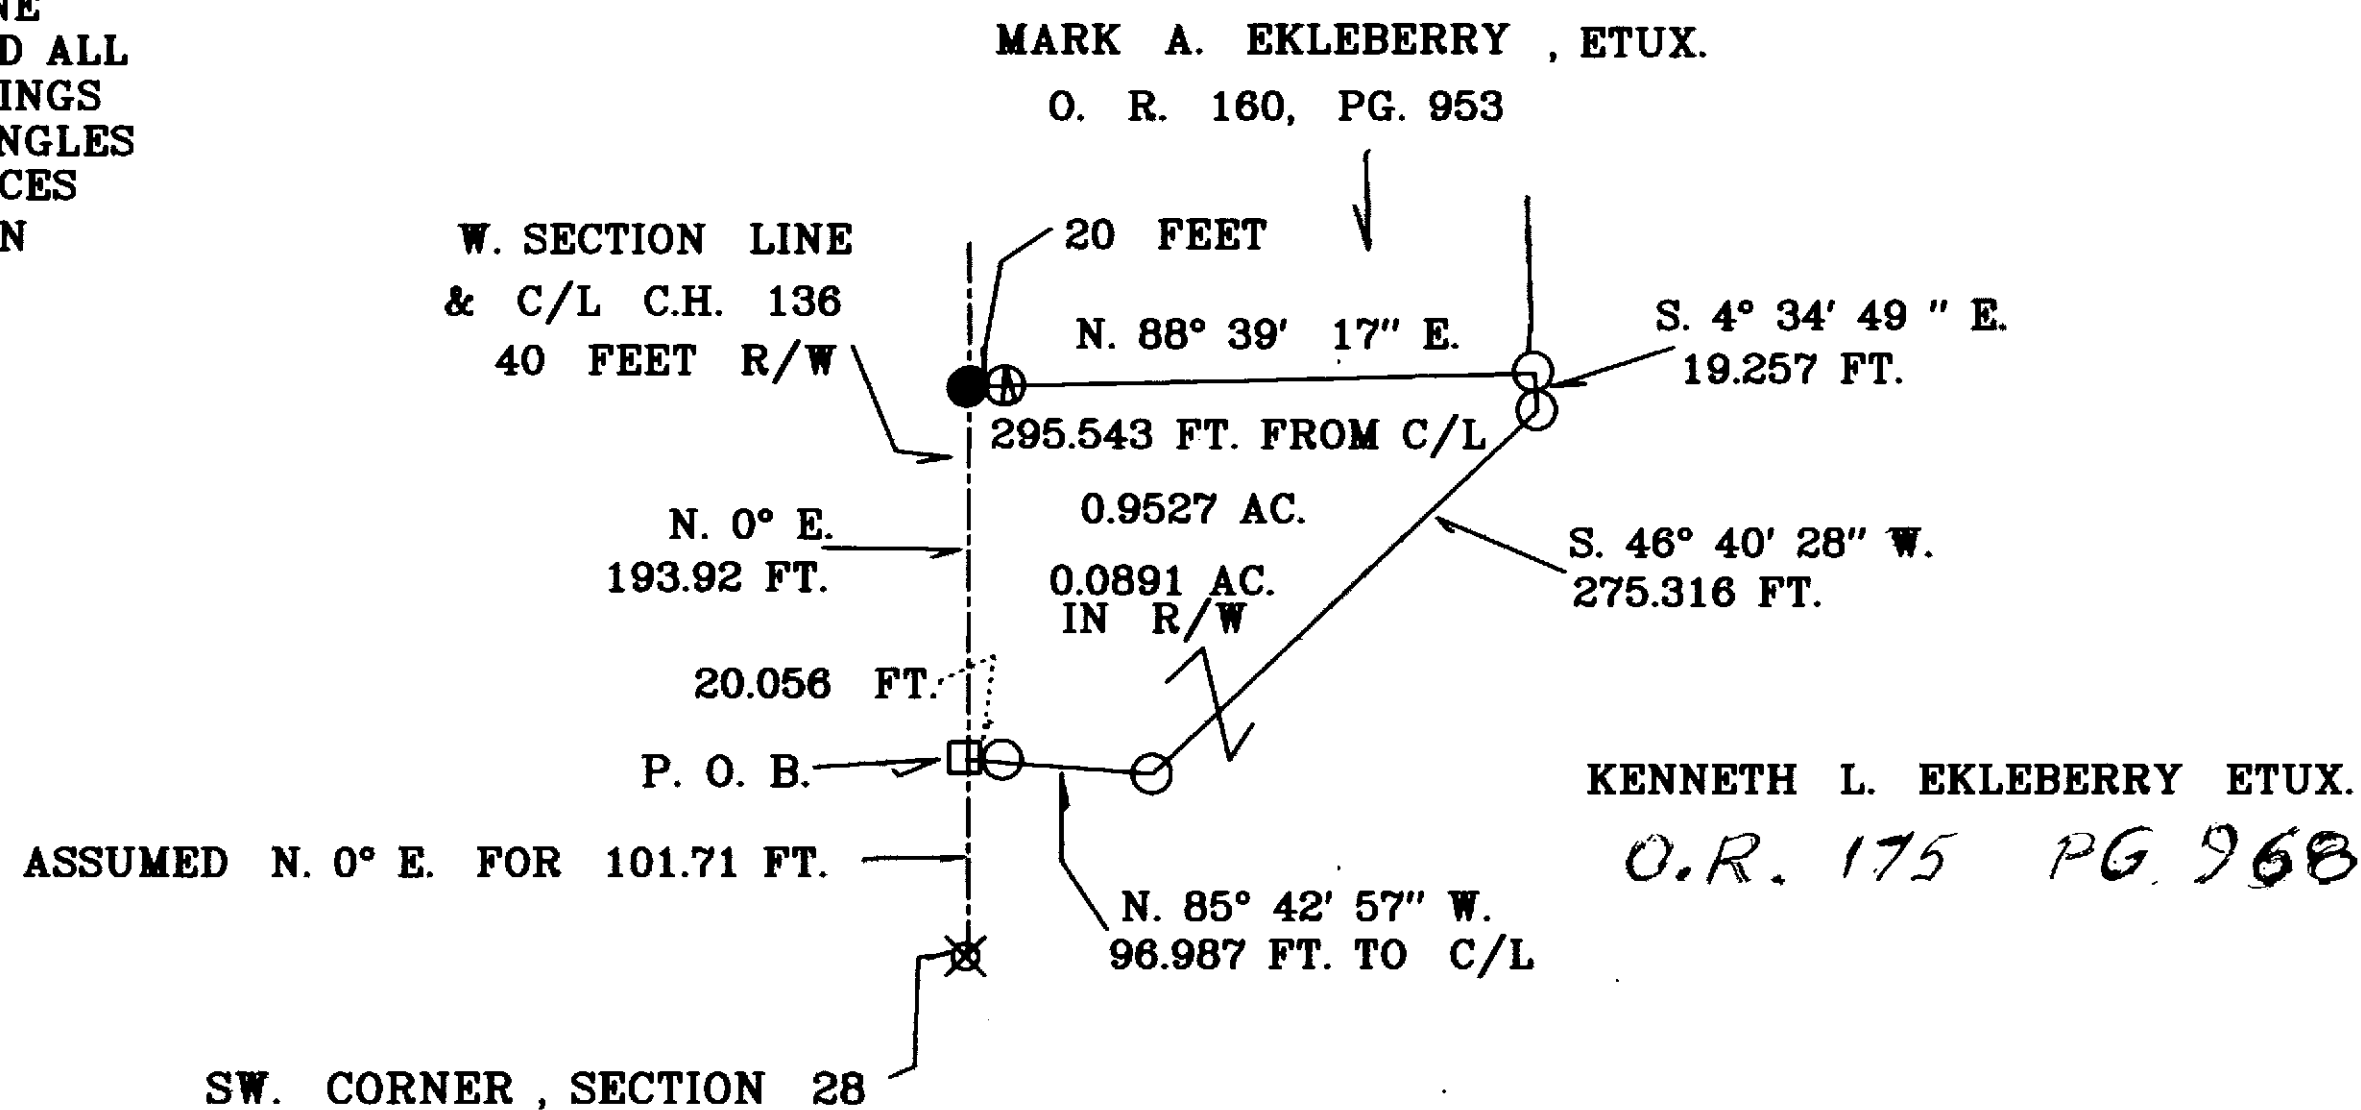 D ALL
INGS
NGLES
CES
N
MARK A. EKLEBERRY , ETUX.
O. R. 160, PG. 953
W. SECTION LINE
& C/L C.H. 136
40 FEET R/W
20 FEET
N. 88° 39' 17" E.
S. 4° 34' 49 " E.
19.257 FT.
295.543 FT. FROM C/L
0.9527 AC.
0.0891 AC.
IN R/W
N. 0° E.
193.92 FT.
S. 46° 40' 28" W.
275.316 FT.
20.056 FT.
P. O. B.
ASSUMED N. 0° E. FOR 101.71 FT.
N. 85° 42' 57" W.
96.987 FT. TO C/L
KENNETH L. EKLEBERRY ETUX.
O.R. 175 PG. 968
SW. CORNER , SECTION 28